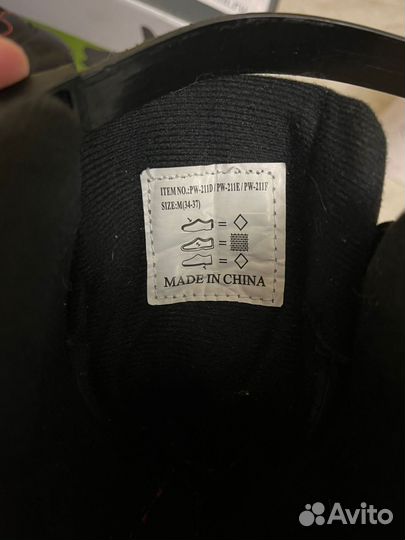 ITEM NO.:PW-211D / PW-211E / PW-211F
SIZE:M(34-37)
=
=
=
MADE IN CHINA
Avito